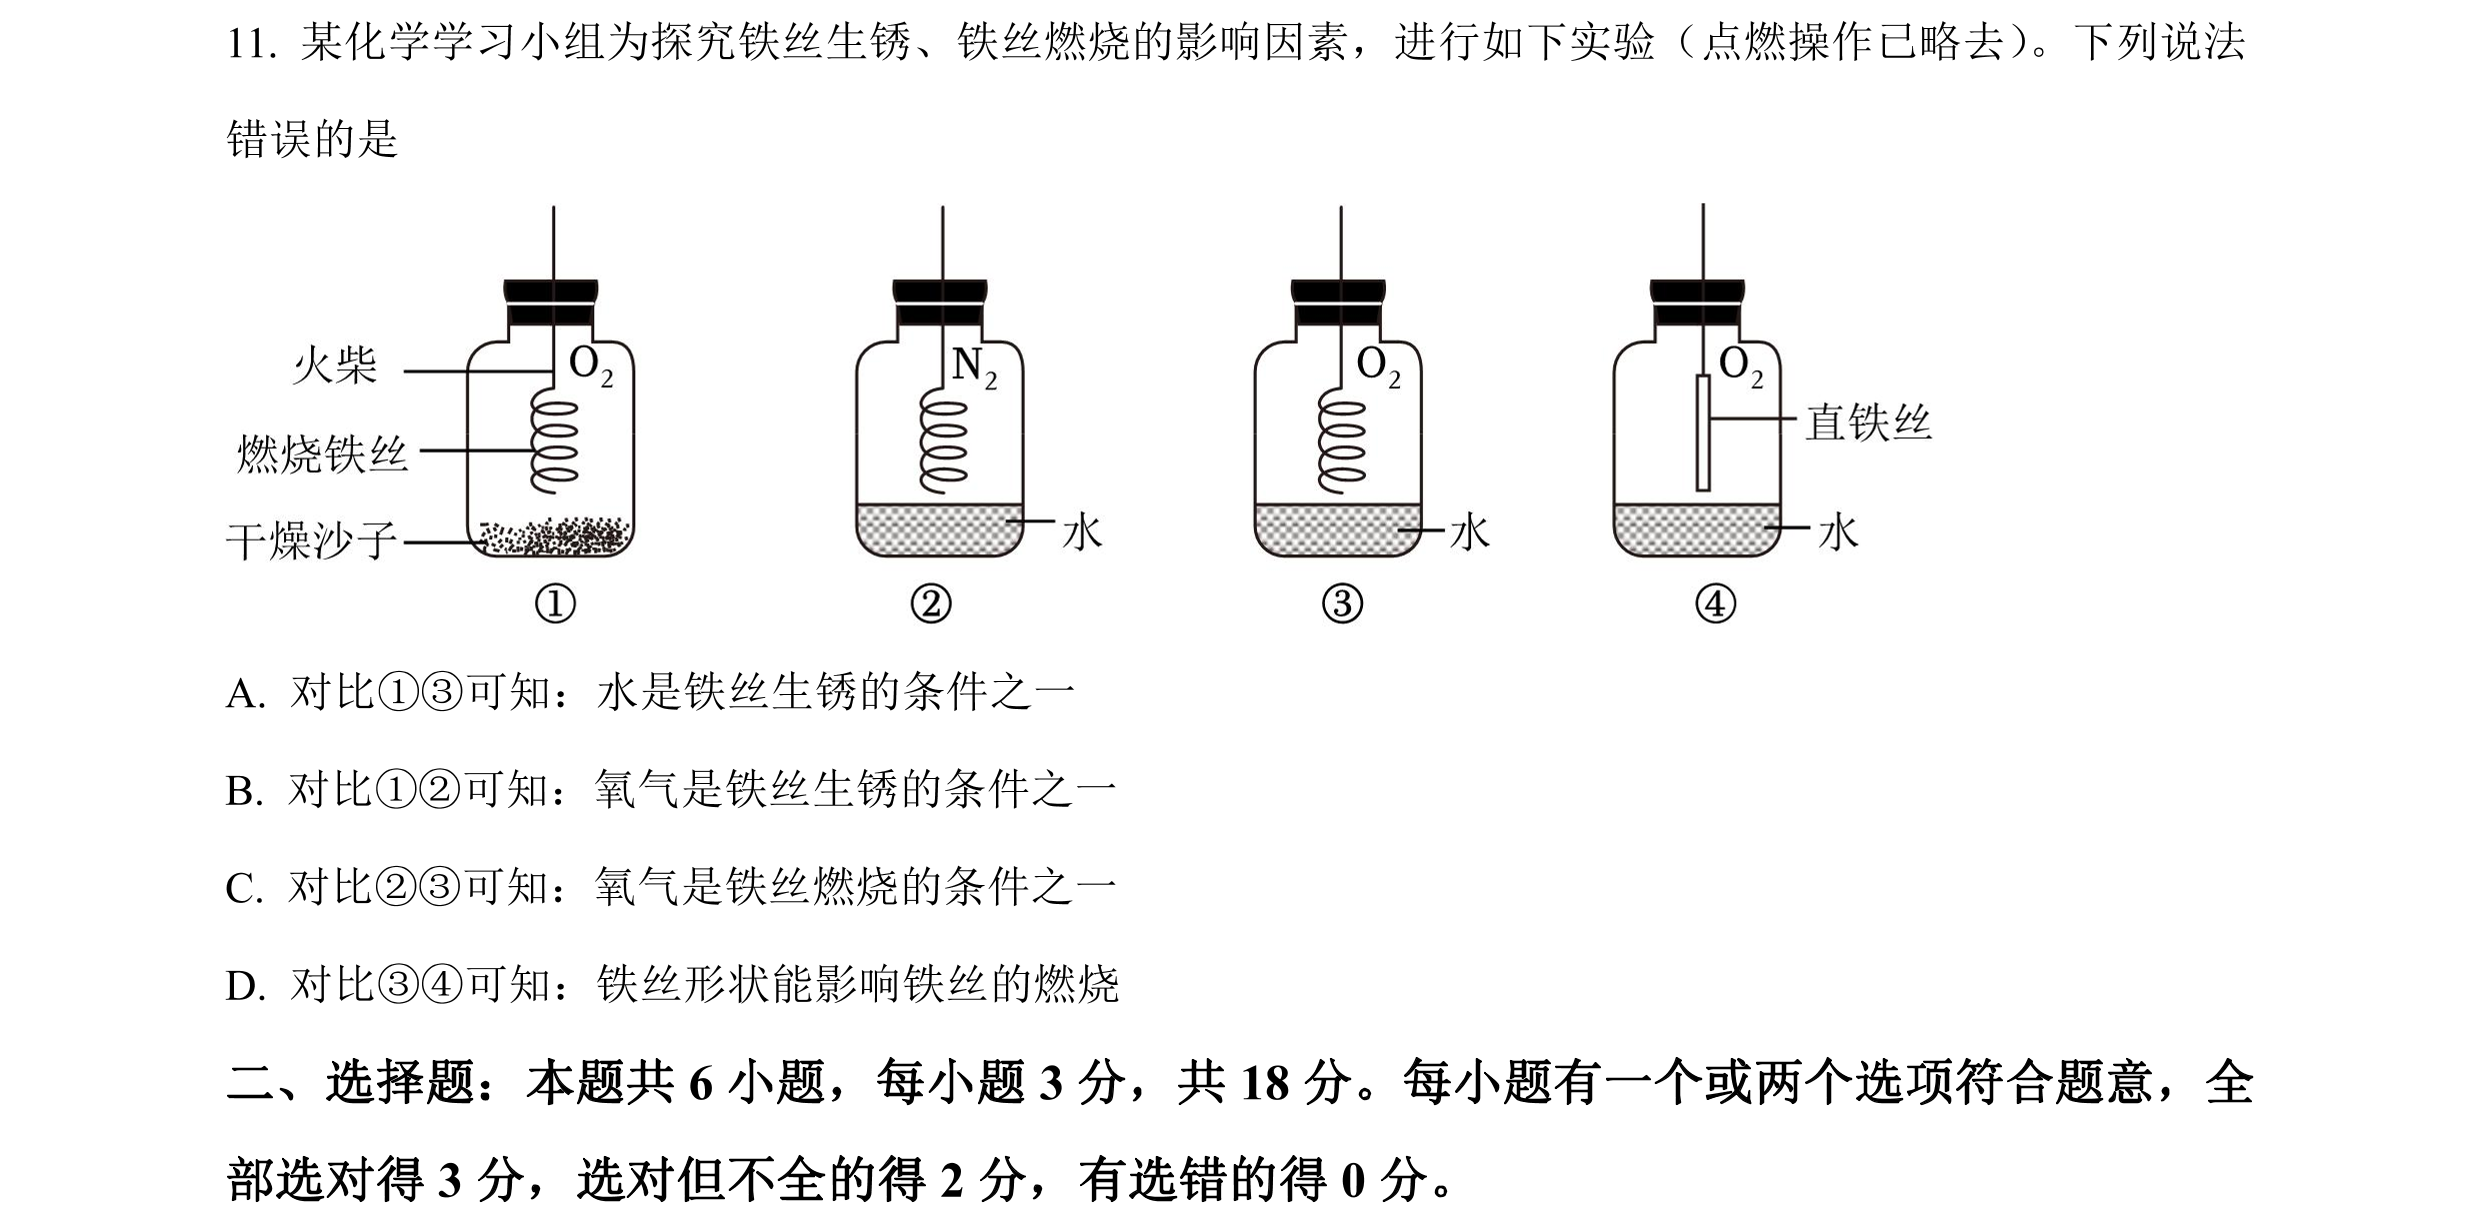 11. 某化学学习小组为探究铁丝生锈、铁丝燃烧的影响因素，进行如下实验（点燃操作已略去）。下列说法
错误的是
火柴
燃烧铁丝
干燥沙子
O2
①
N2
水
②
O2
水
③
O2
直铁丝
水
④
A. 对比①③可知：水是铁丝生锈的条件之一
B. 对比①②可知：氧气是铁丝生锈的条件之一
C. 对比②③可知：氧气是铁丝燃烧的条件之一
D. 对比③④可知：铁丝形状能影响铁丝的燃烧
二、选择题：本题共 6 小题，每小题 3 分，共 18 分。每小题有一个或两个选项符合题意，全
部选对得 3 分，选对但不全的得 2 分，有选错的得 0 分。